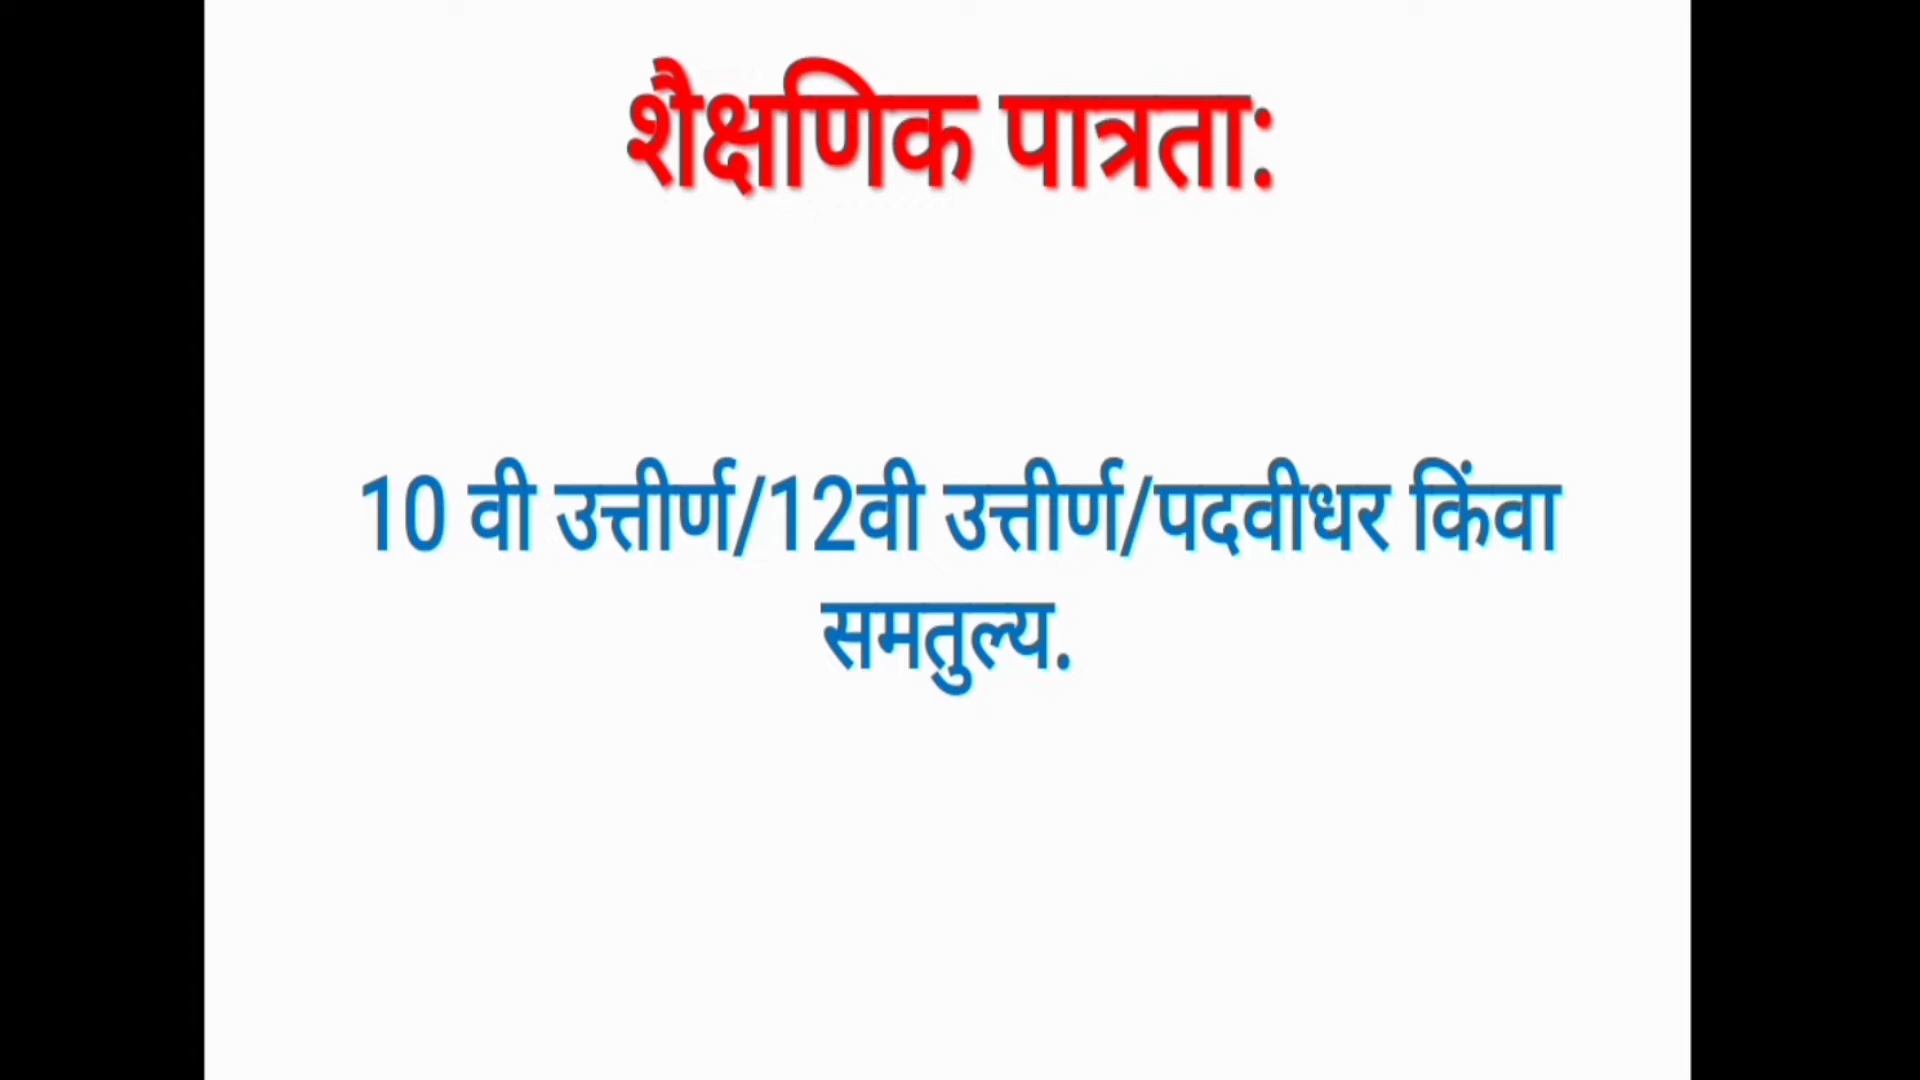 शैक्षणिक पात्रता:
10 वी उत्तीर्ण/12वी उत्तीर्ण/पदवीधर किंवा
समतुल्य.